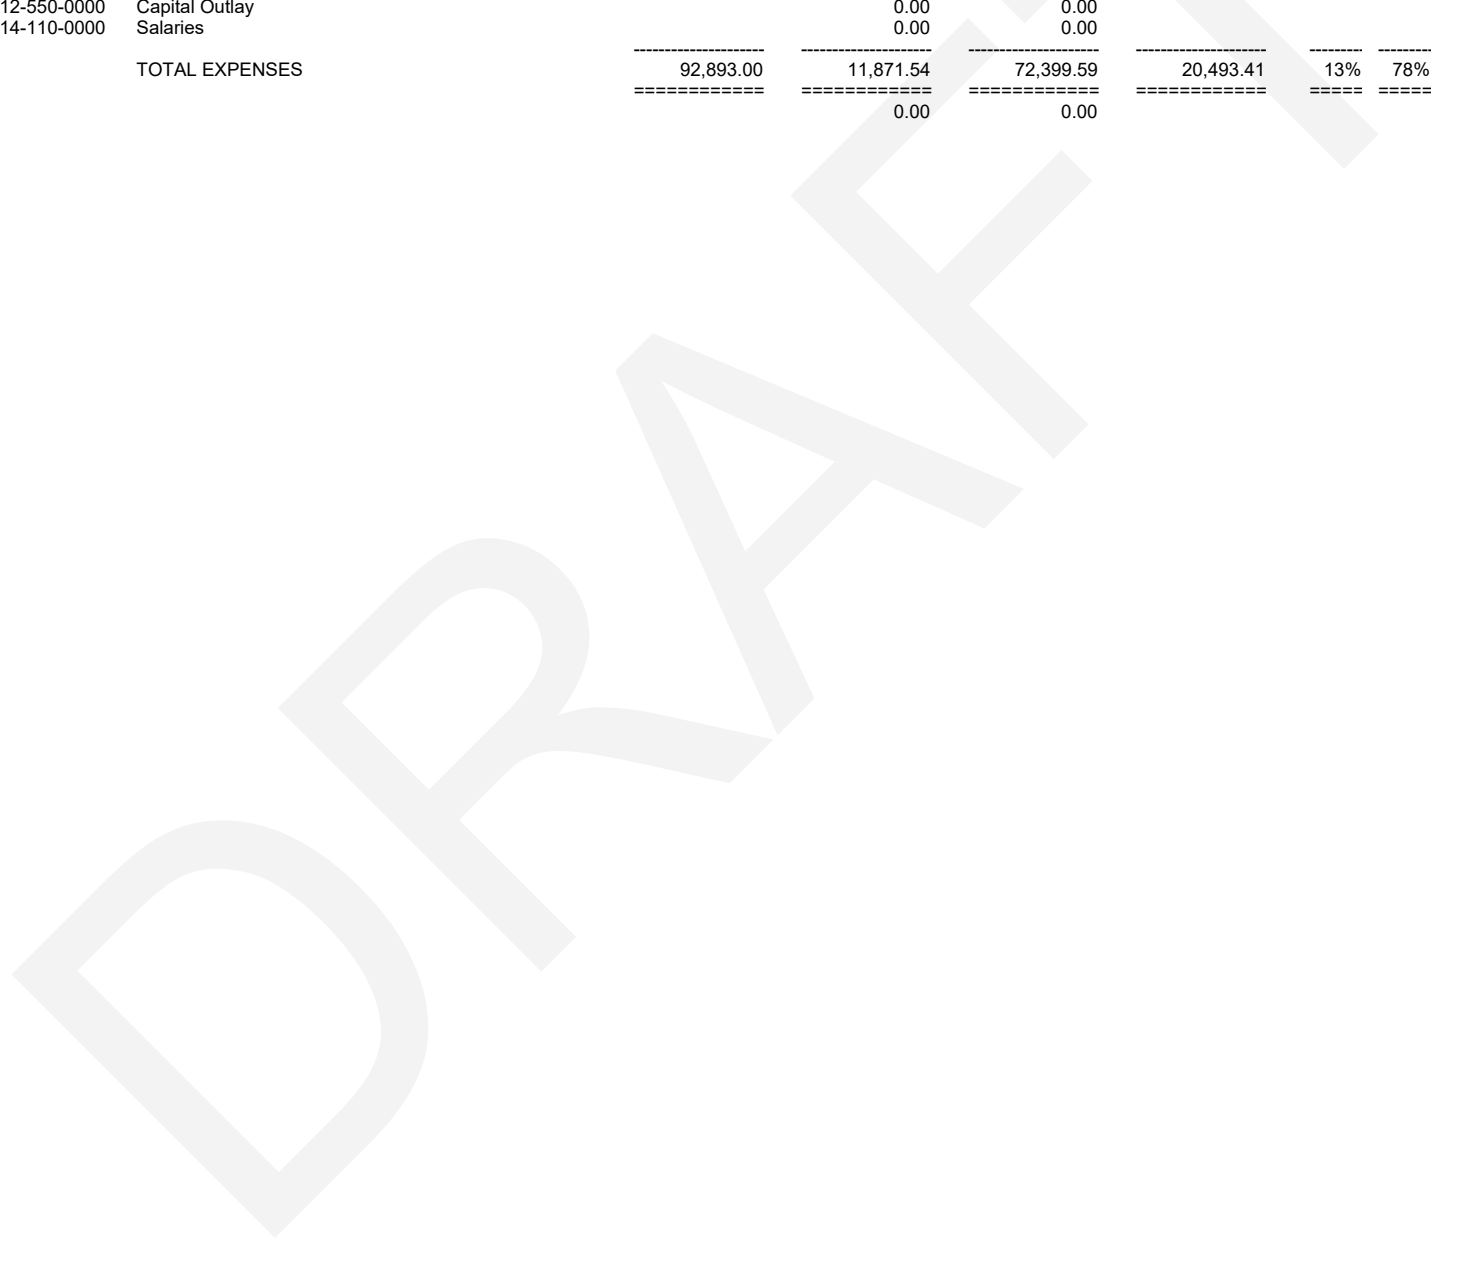 12-550-0000 Capital Outlay 0.00 0.00
14-110-0000 Salaries 0.00 0.00
--------------------- --------------------- --------------------- --------------------- --------- ---------
TOTAL EXPENSES 92,893.00 11,871.54 72,399.59 20,493.41 13% 78%
============ ============ ============ ============ ===== =====
0.00 0.00
DRAFT